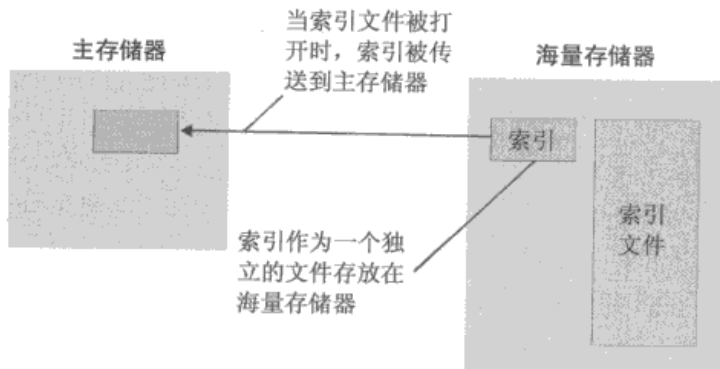 当索引文件被打
开时，索引被传
送到主存储器
主存储器
海量存储器
索引
索引
文件
索引作为一个独
立的文件存放在
海量存储器